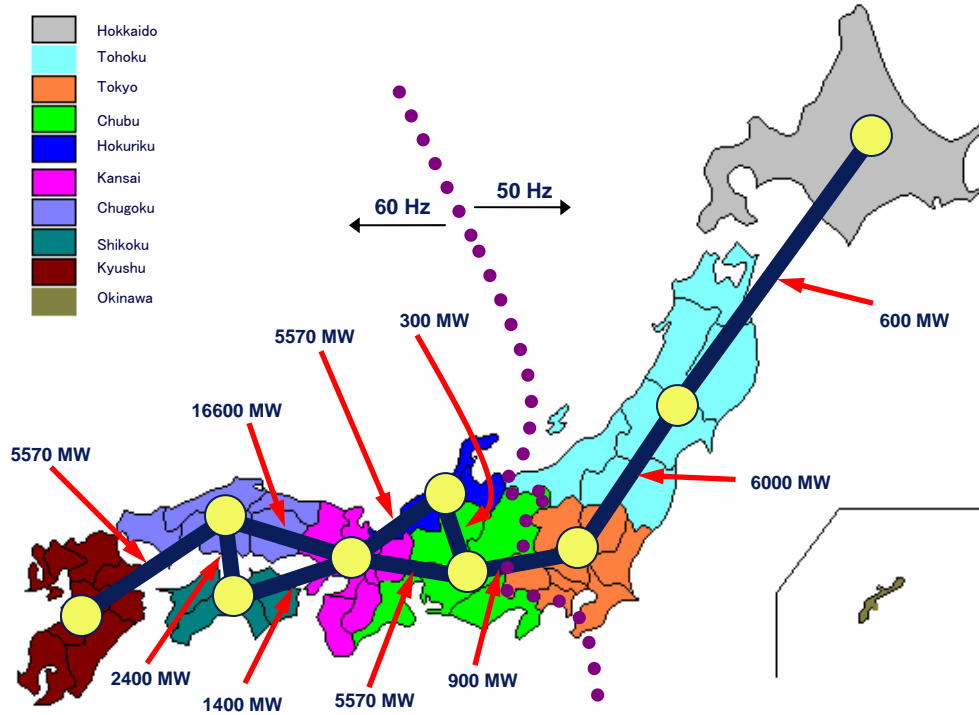 Hokkaido
Tohoku
Tokyo
Chubu
Hokuriku
Kansai
Chugoku
Shikoku
Kyushu
Okinawa
60 Hz
50 Hz
600 MW
300 MW
5570 MW
16600 MW
5570 MW
6000 MW
2400 MW
1400 MW
5570 MW
900 MW